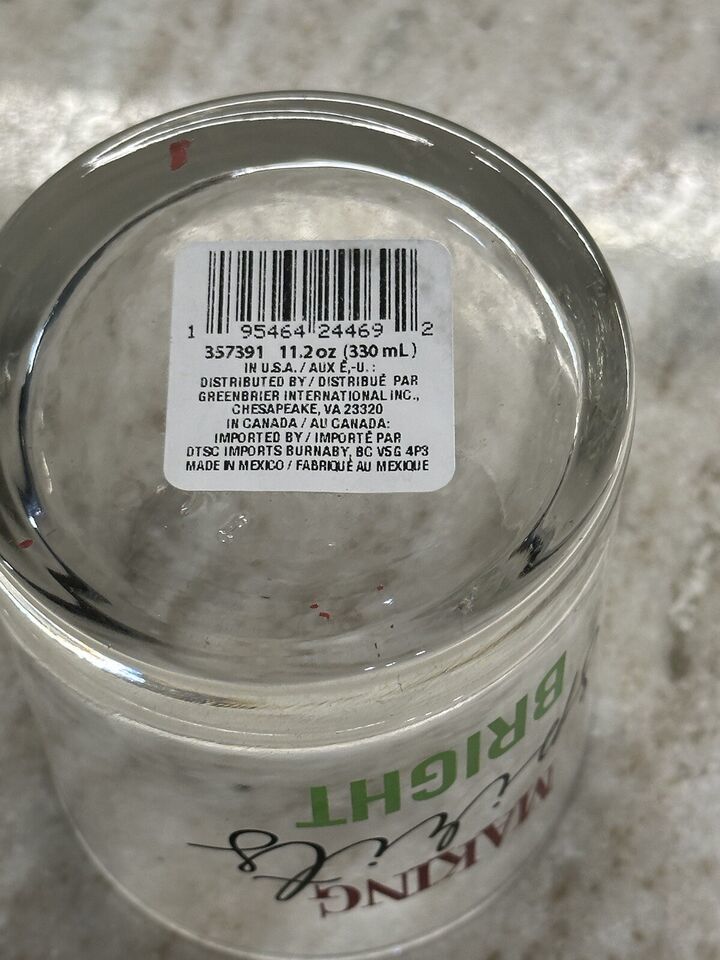 1 95464 24469 2
357391 11.2 oz (330 mL)
IN U.S.A. / AUX É.-U. :
DISTRIBUTED BY / DISTRIBUÉ PAR
GREENBRIER INTERNATIONAL INC.,
CHESAPEAKE, VA 23320
IN CANADA / AU CANADA:
IMPORTED BY / IMPORTÉ PAR
DTSC IMPORTS BURNABY, BC V5G 4P3
MADE IN MEXICO / FABRIQUÉ AU MEXIQUE
MAKING
Spirits
BRIGHT